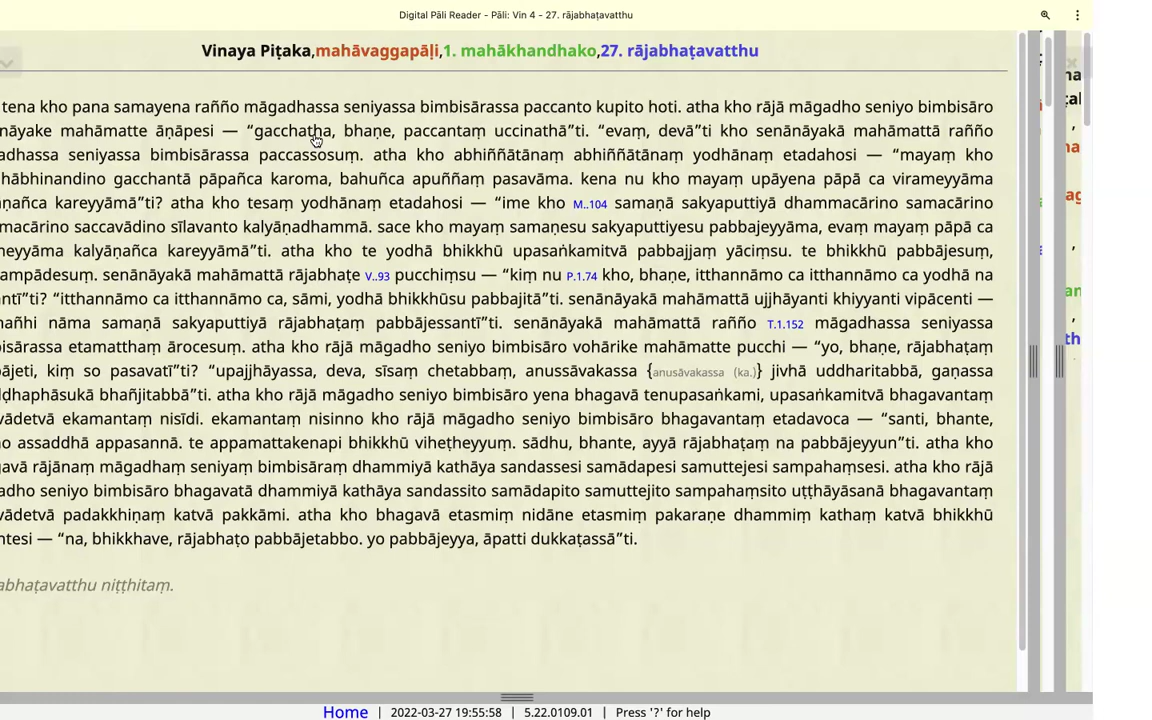 Digital Pāli Reader - Pāli: Vin 4 - 27. rājabhaṭavatthu
Vinaya Piṭaka,mahāvaggapāḷi,1. mahākhandhako,27. rājabhaṭavatthu
tena kho pana samayena rañño māgadhassa seniyassa bimbisārassa paccanto kupito hoti. atha kho rājā māgadho seniyo bimbisāro
nāyake mahāmatte āṇāpesi — “gacchatha, bhaṇe, paccantaṃ uccinathā”ti. “evaṃ, devā”ti kho senānāyakā mahāmattā rañño
adhassa seniyassa bimbisārassa paccassosuṃ. atha kho abhiññātānaṃ abhiññātānaṃ yodhānaṃ etadahosi — “mayaṃ kho
hābhinandino gacchantā pāpañca karoma, bahuñca apuññaṃ pasavāma. kena nu kho mayaṃ upāyena pāpā ca virameyyāma
ṇañca kareyyāmā”ti? atha kho tesaṃ yodhānaṃ etadahosi — “ime kho M..104 samaṇā sakyaputtiyā dhammacārino samacārino
macārino saccavādino sīlavanto kalyāṇadhammā. sace kho mayaṃ samaṇesu sakyaputtiyesu pabbajeyyāma, evaṃ mayaṃ pāpā ca
meyyāma kalyāṇañca kareyyāmā”ti. atha kho te yodhā bhikkhū upasaṅkamitvā pabbajjaṃ yāciṃsu. te bhikkhū pabbājesuṃ,
ampādesuṃ. senānāyakā mahāmattā rājabhaṭe V..93 pucchiṃsu — “kiṃ nu P.1.74 kho, bhaṇe, itthannāmo ca itthannāmo ca yodhā na
ntī”ti? “itthannāmo ca itthannāmo ca, sāmi, yodhā bhikkhūsu pabbajitā”ti. senānāyakā mahāmattā ujjhāyanti khiyyanti vipācenti —
hañhi nāma samaṇā sakyaputtiyā rājabhaṭaṃ pabbājessantī”ti. senānāyakā mahāmattā rañño T.1.152 māgadhassa seniyassa
isārassa etamatthaṃ ārocesuṃ. atha kho rājā māgadho seniyo bimbisāro vohārike mahāmatte pucchi — “yo, bhaṇe, rājabhaṭaṃ
ājeti, kiṃ so pasavatī”ti? “upajjhāyassa, deva, sīsaṃ chetabbaṃ, anussāvakassa {anusāvakassa (ka.)} jivhā uddharitabbā, gaṇassa
ḍḍhaphāsukā bhañjitabbā”ti. atha kho rājā māgadho seniyo bimbisāro yena bhagavā tenupasaṅkami, upasaṅkamitvā bhagavantaṃ
vādetvā ekamantaṃ nisīdi. ekamantaṃ nisinno kho rājā māgadho seniyo bimbisāro bhagavantaṃ etadavoca — “santi, bhante,
no assaddhā appasannā. te appamattakenapi bhikkhū viheṭheyyuṃ. sādhu, bhante, ayyā rājabhaṭaṃ na pabbājeyyun”ti. atha kho
gavā rājānaṃ māgadhaṃ seniyaṃ bimbisāraṃ dhammiyā kathāya sandassesi samādapesi samuttejesi sampahaṃsesi. atha kho rājā
adho seniyo bimbisāro bhagavatā dhammiyā kathāya sandassito samādapito samuttejito sampahaṃsito uṭṭhāyāsanā bhagavantaṃ
vādetvā padakkhiṇaṃ katvā pakkāmi. atha kho bhagavā etasmiṃ nidāne etasmiṃ pakaraṇe dhammiṃ kathaṃ katvā bhikkhū
ntesi — “na, bhikkhave, rājabhaṭo pabbājetabbo. yo pabbājeyya, āpatti dukkaṭassā”ti.
abhaṭavatthu niṭṭhitaṃ.
Home | 2022-03-27 19:55:58 | 5.22.0109.01 | Press '?' for help